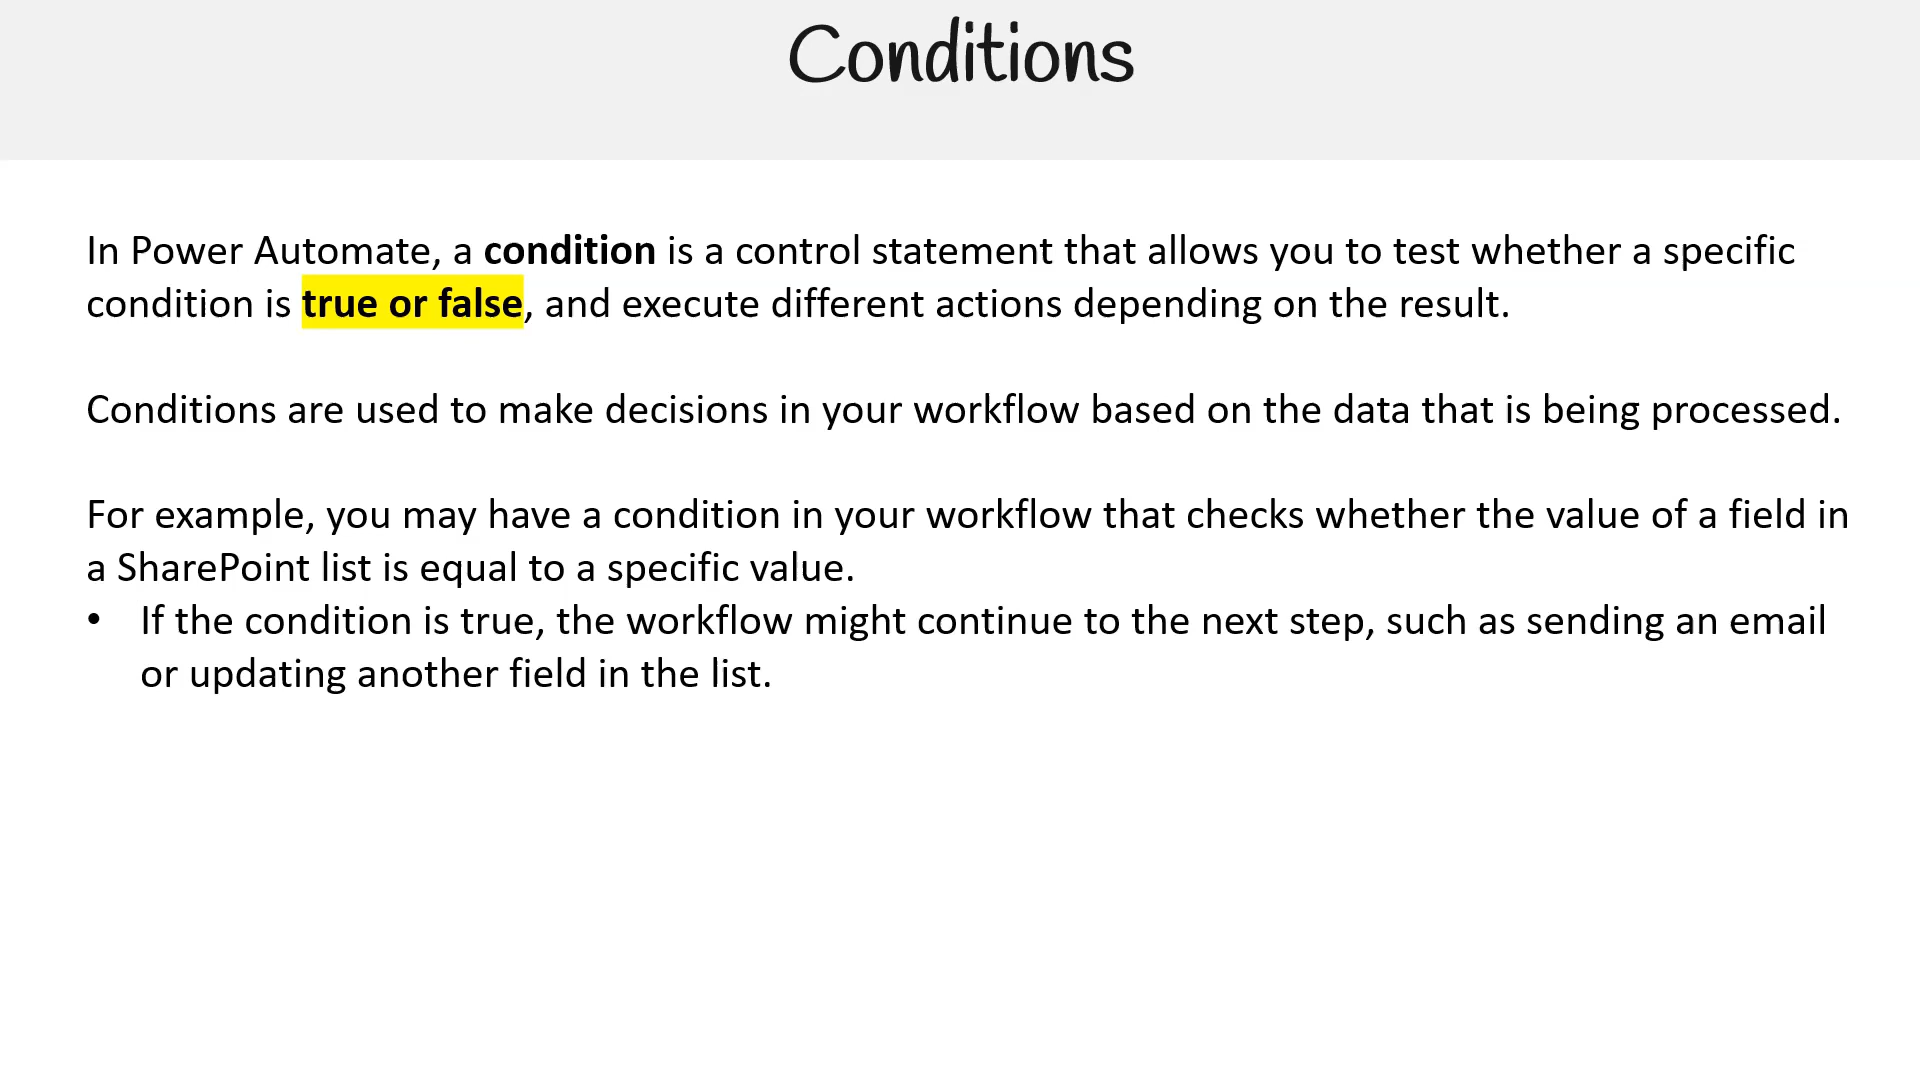 Conditions
In Power Automate, a condition is a control statement that allows you to test whether a specific
condition is true or false, and execute different actions depending on the result.
Conditions are used to make decisions in your workflow based on the data that is being processed.
For example, you may have a condition in your workflow that checks whether the value of a field in
a SharePoint list is equal to a specific value.
• If the condition is true, the workflow might continue to the next step, such as sending an email
or updating another field in the list.